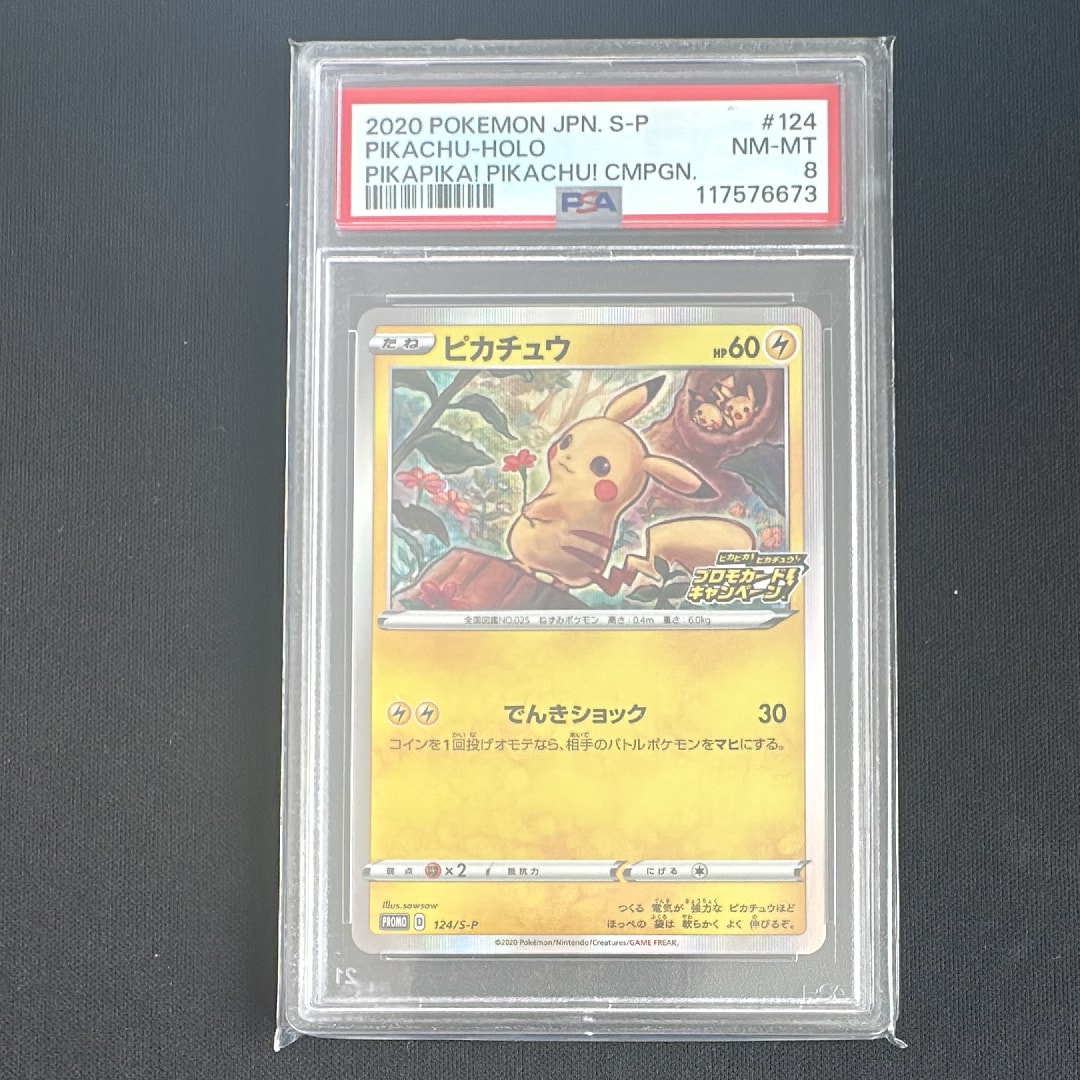 2020 POKEMON JPN. S-P #124
PIKACHU-HOLO NM-MT
PIKAPIKA! PIKACHU! CMPGN. 8
117576673
PSA
たね ピカチュウ HP60
ピカピカ! ピカチュウ!
プロモカード
キャンペーン!
全国図鑑NO.025 ねずみポケモン 高さ:0.4m 重さ:6.0kg
でんきショック 30
コインを1回投げオモテなら、相手のバトルポケモンをマヒにする。
弱点 ×2 抵抗力 にげる
illus.sowsow
つくる 電気が 強力な ピカチュウほど
ほっぺの 袋は 軟らかく よく 伸びるぞ。
PROMO D 124/S-P
©2020 Pokémon/Nintendo/Creatures/GAME FREAK.